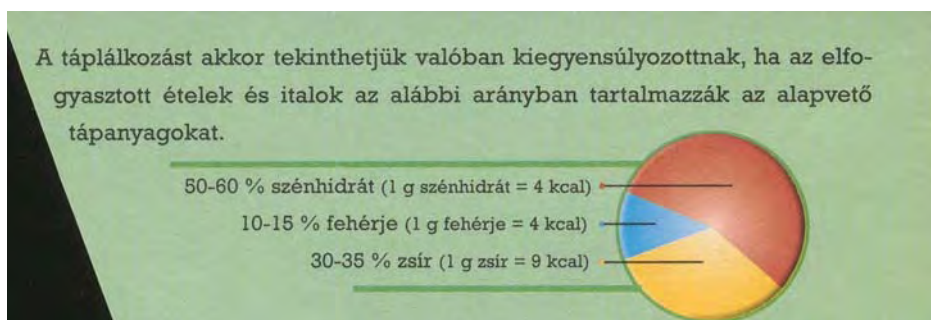 A táplálkozást akkor tekinthetjük valóban kiegyensúlyozottnak, ha az elfo-
gyasztott ételek és italok az alábbi arányban tartalmazzák az alapvető
tápanyagokat.
50-60 % szénhidrát (1 g szénhidrát = 4 kcal)
10-15 % fehérje (1 g fehérje = 4 kcal)
30-35 % zsír (1 g zsír = 9 kcal)